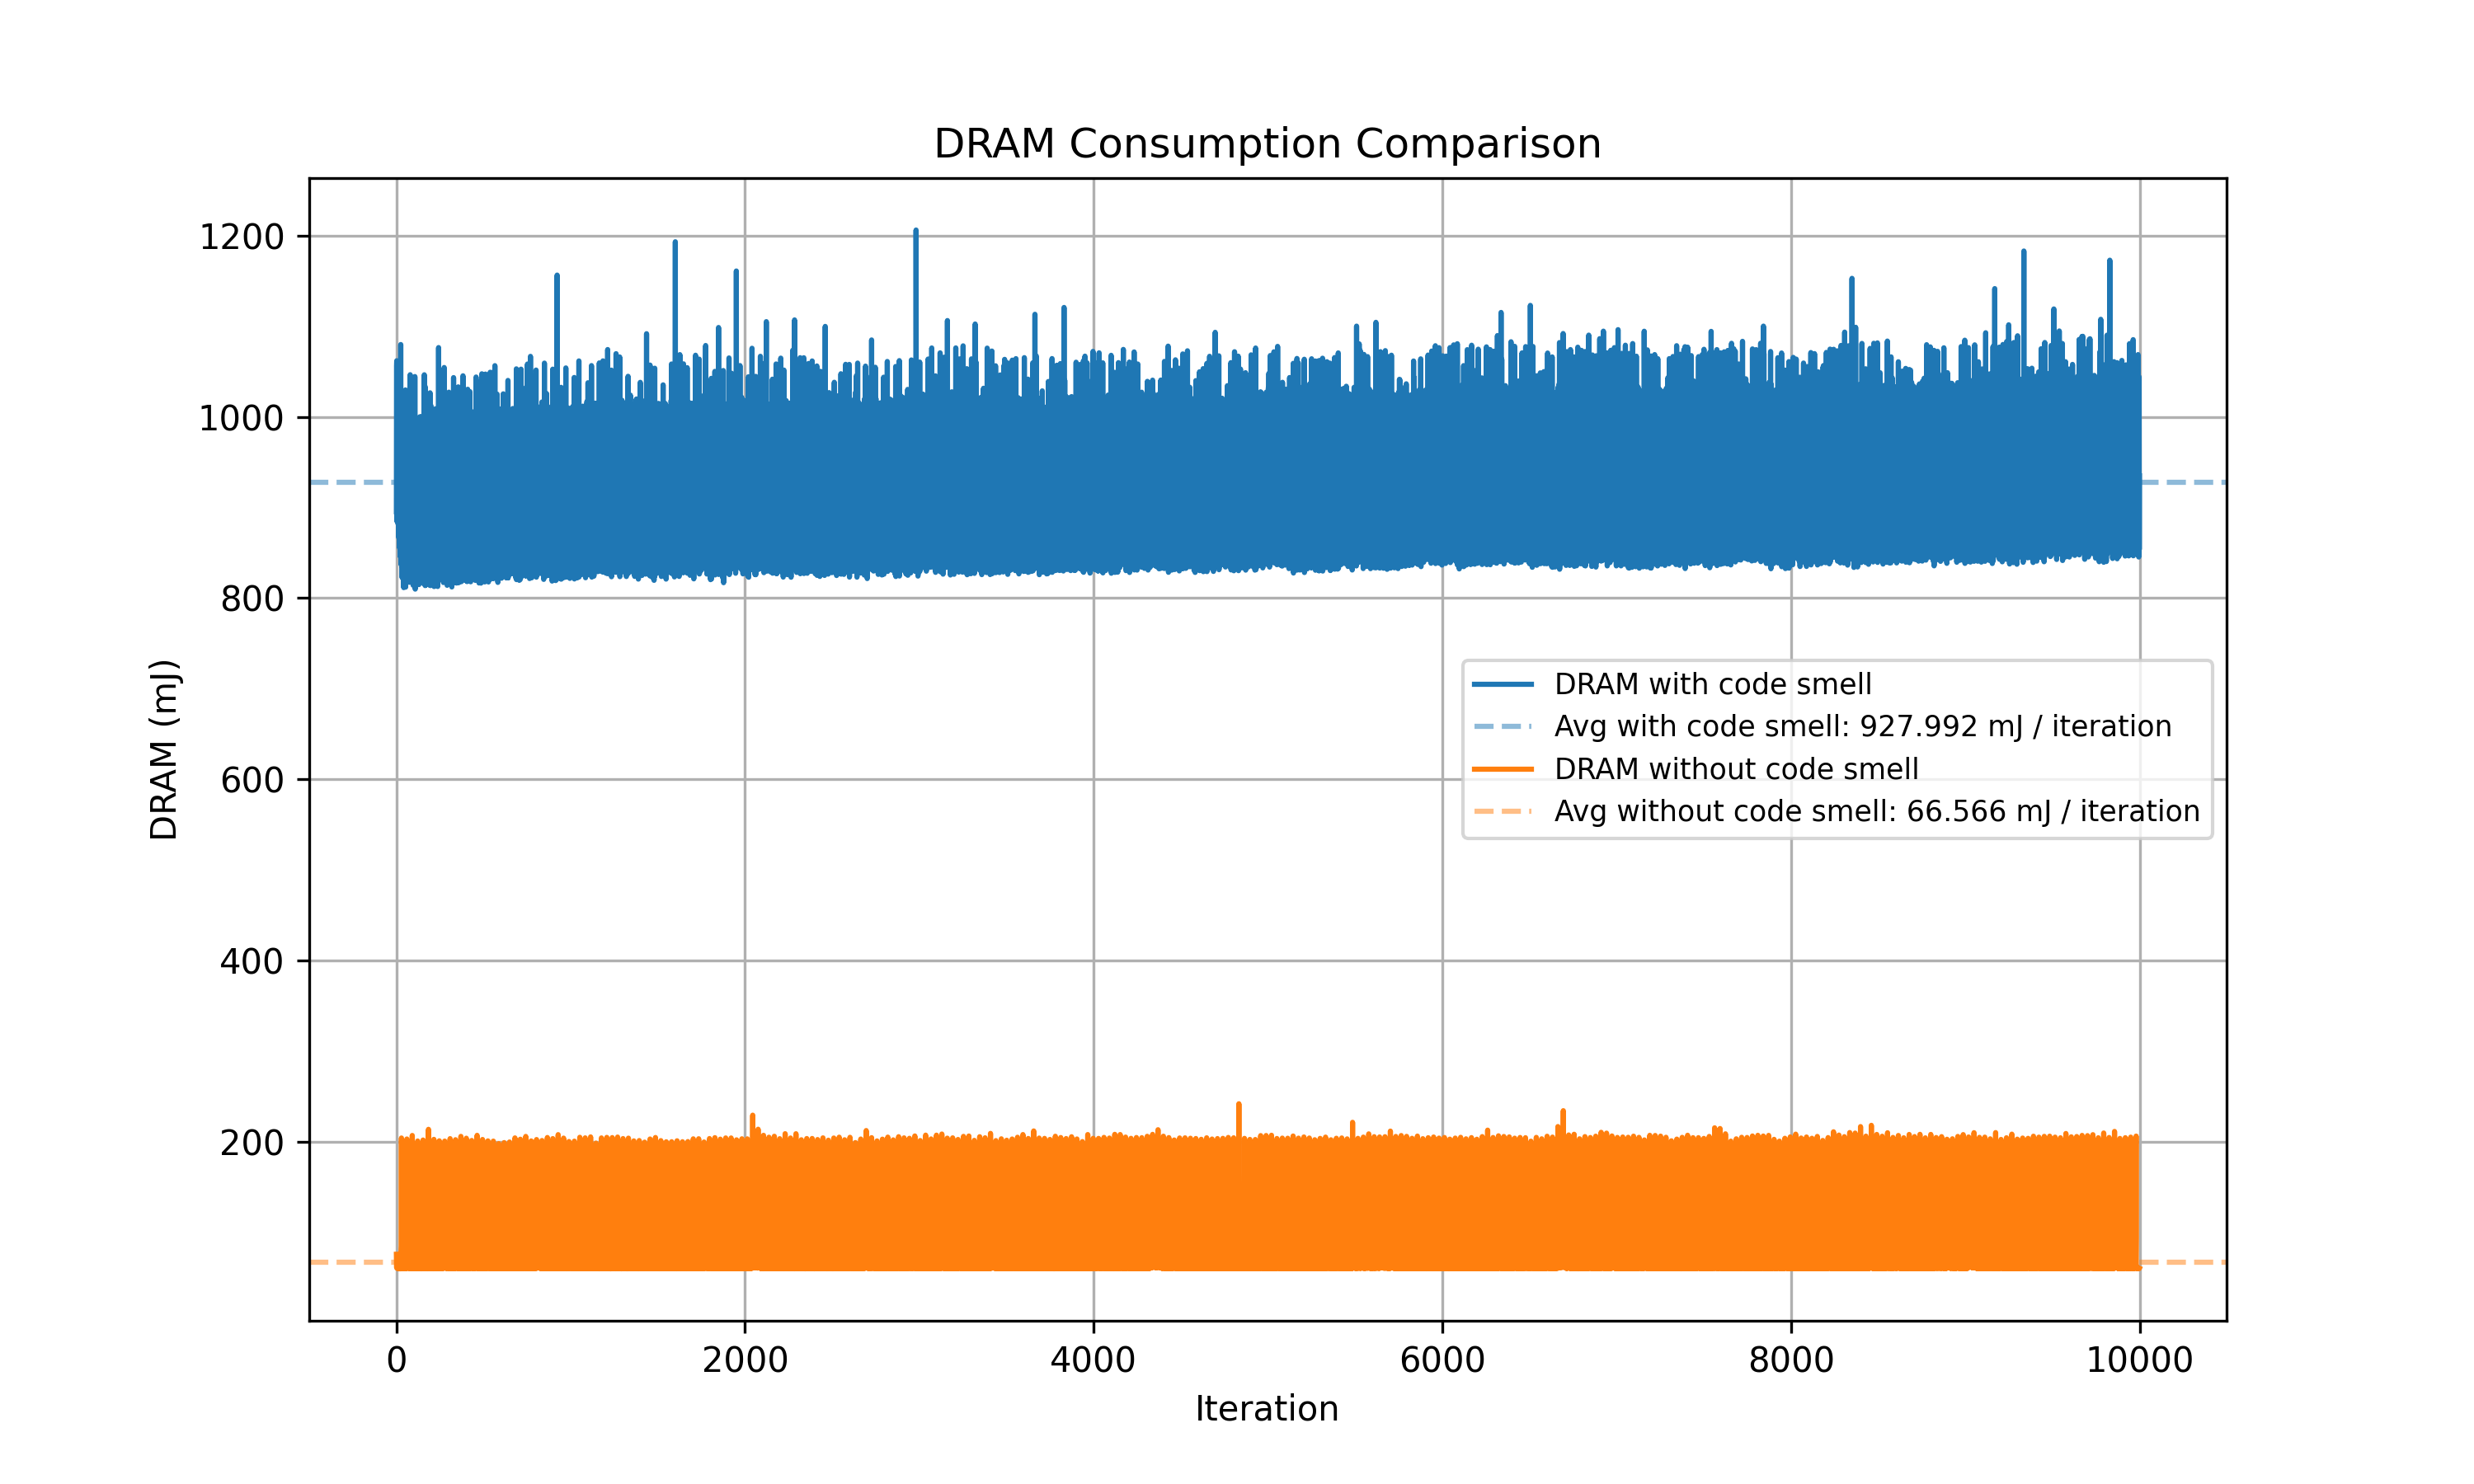 DRAM Consumption Comparison
1200
1000
800
600
400
200
DRAM (mJ)
DRAM with code smell
Avg with code smell: 927.992 mJ / iteration
DRAM without code smell
Avg without code smell: 66.566 mJ / iteration
0 2000 4000 6000 8000 10000
Iteration